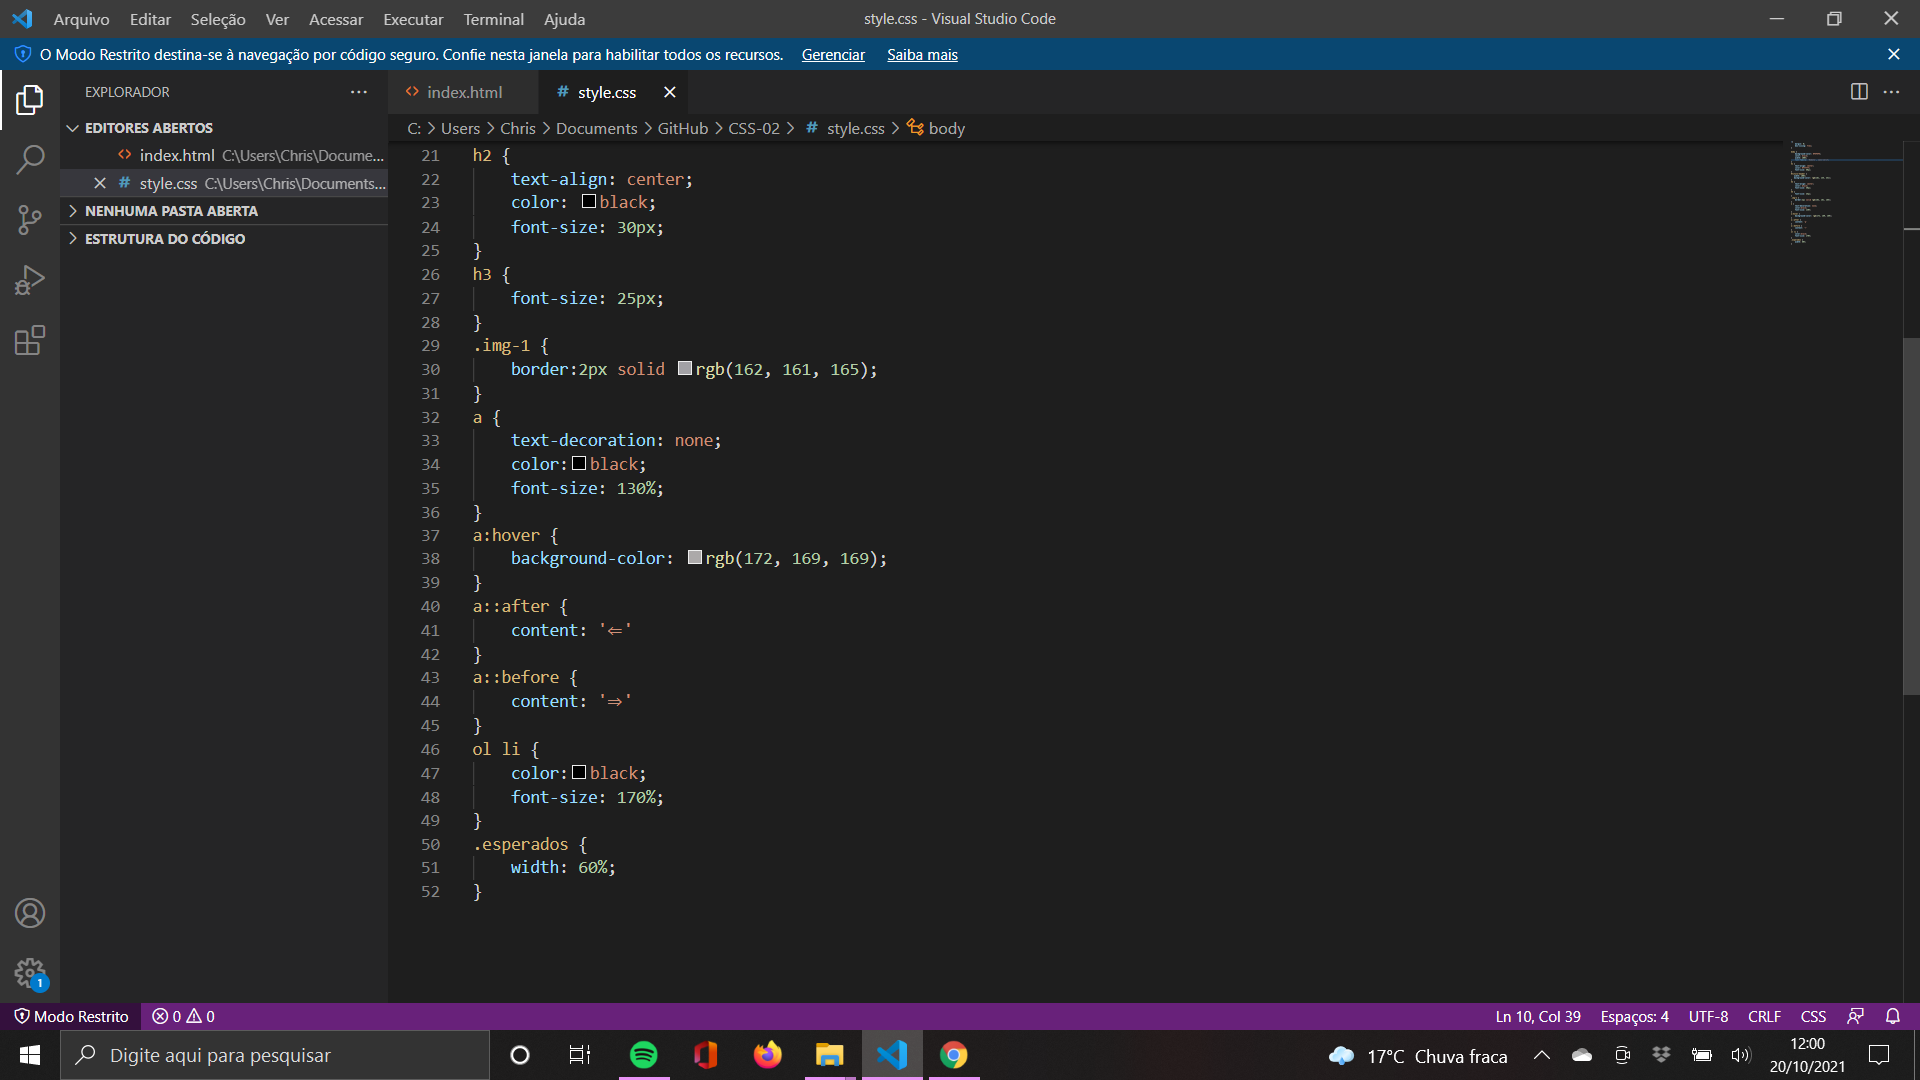 Arquivo Editar Seleção Ver Acessar Executar Terminal Ajuda style.css - Visual Studio Code
O Modo Restrito destina-se à navegação por código seguro. Confie nesta janela para habilitar todos os recursos. Gerenciar Saiba mais
EXPLORADOR
index.html
# style.css
EDITORES ABERTOS
index.html C:\Users\Chris\Docume...
# style.css C:\Users\Chris\Documents...
NENHUMA PASTA ABERTA
ESTRUTURA DO CÓDIGO
C: > Users > Chris > Documents > GitHub > CSS-02 > # style.css > body
21 h2 {
22 text-align: center;
23 color: black;
24 font-size: 30px;
25 }
26 h3 {
27 font-size: 25px;
28 }
29 .img-1 {
30 border:2px solid rgb(162, 161, 165);
31 }
32 a {
33 text-decoration: none;
34 color:black;
35 font-size: 130%;
36 }
37 a:hover {
38 background-color: rgb(172, 169, 169);
39 }
40 a::after {
41 content: '⇐'
42 }
43 a::before {
44 content: '⇒'
45 }
46 ol li {
47 color:black;
48 font-size: 170%;
49 }
50 .esperados {
51 width: 60%;
52 }
1
Modo Restrito 0 0 Ln 10, Col 39 Espaços: 4 UTF-8 CRLF CSS
Digite aqui para pesquisar
17°C Chuva fraca
12:00
20/10/2021